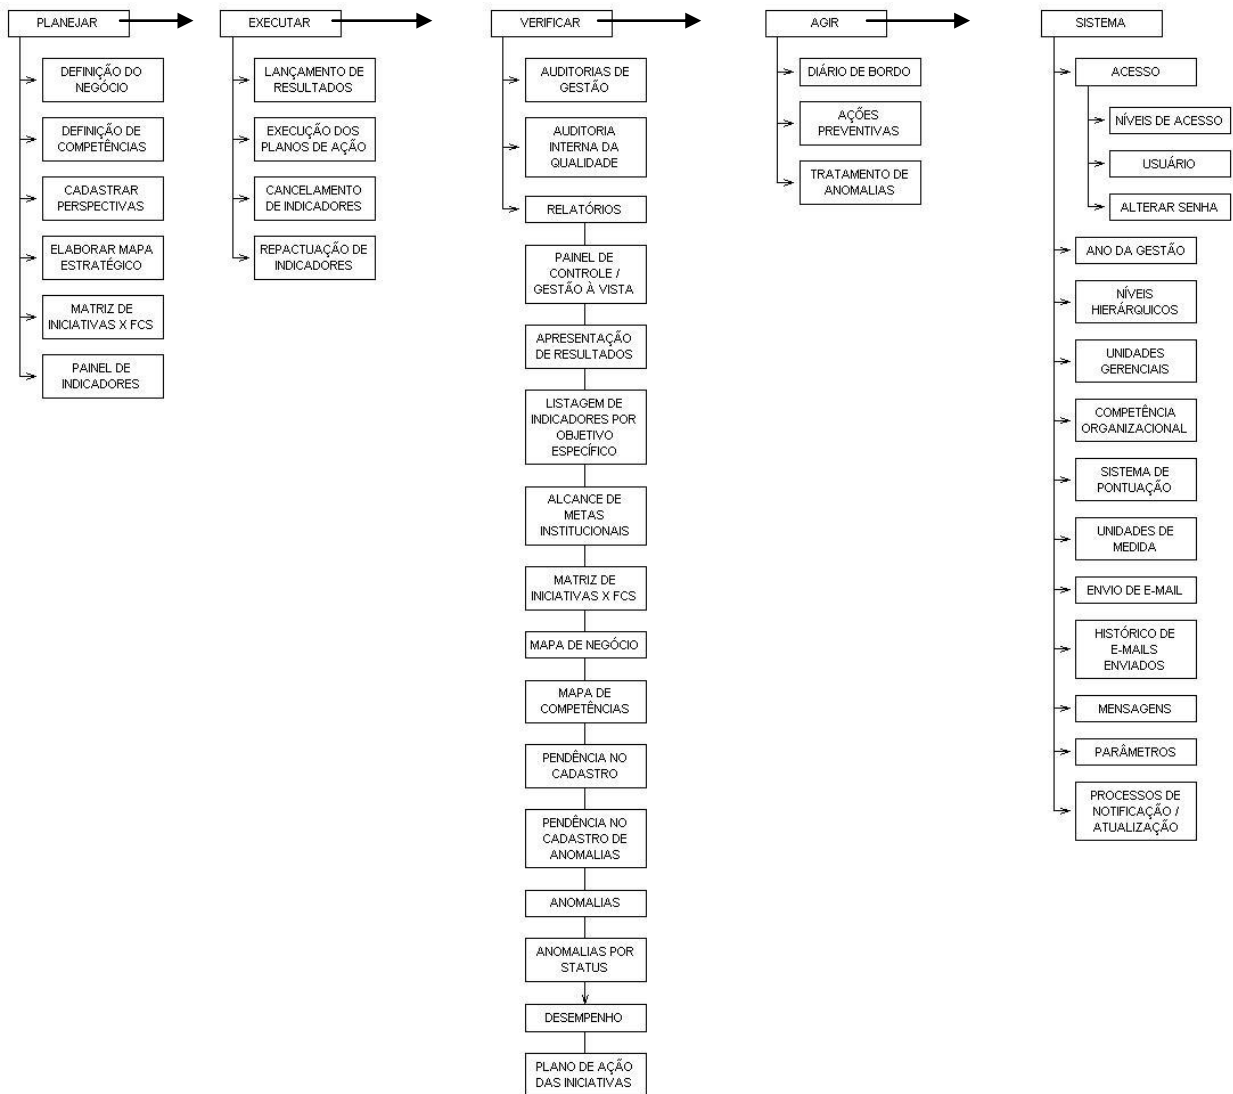 PLANEJAR
DEFINIÇÃO DO
NEGÓCIO
DEFINIÇÃO DE
COMPETÊNCIAS
CADASTRAR
PERSPECTIVAS
ELABORAR MAPA
ESTRATÉGICO
MATRIZ DE
INICIATIVAS X FCS
PAINEL DE
INDICADORES
EXECUTAR
LANÇAMENTO DE
RESULTADOS
EXECUÇÃO DOS
PLANOS DE AÇÃO
CANCELAMENTO
DE INDICADORES
REPACTUAÇÃO DE
INDICADORES
VERIFICAR
AUDITORIAS DE
GESTÃO
AUDITORIA
INTERNA DA
QUALIDADE
RELATÓRIOS
PAINEL DE
CONTROLE /
GESTÃO À VISTA
APRESENTAÇÃO
DE RESULTADOS
LISTAGEM DE
INDICADORES POR
OBJETIVO
ESPECÍFICO
ALCANCE DE
METAS
INSTITUCIONAIS
MATRIZ DE
INICIATIVAS X FCS
MAPA DE NEGÓCIO
MAPA DE
COMPETÊNCIAS
PENDÊNCIA NO
CADASTRO
PENDÊNCIA NO
CADASTRO DE
ANOMALIAS
ANOMALIAS
ANOMALIAS POR
STATUS
DESEMPENHO
PLANO DE AÇÃO
DAS INICIATIVAS
AGIR
DIÁRIO DE BORDO
AÇÕES
PREVENTIVAS
TRATAMENTO DE
ANOMALIAS
SISTEMA
ACESSO
NÍVEIS DE ACESSO
USUÁRIO
ALTERAR SENHA
ANO DA GESTÃO
NÍVEIS
HIERÁRQUICOS
UNIDADES
GERENCIAIS
COMPETÊNCIA
ORGANIZACIONAL
SISTEMA DE
PONTUAÇÃO
UNIDADES DE
MEDIDA
ENVIO DE E-MAIL
HISTÓRICO DE
E-MAILS
ENVIADOS
MENSAGENS
PARÂMETROS
PROCESSOS DE
NOTIFICAÇÃO /
ATUALIZAÇÃO